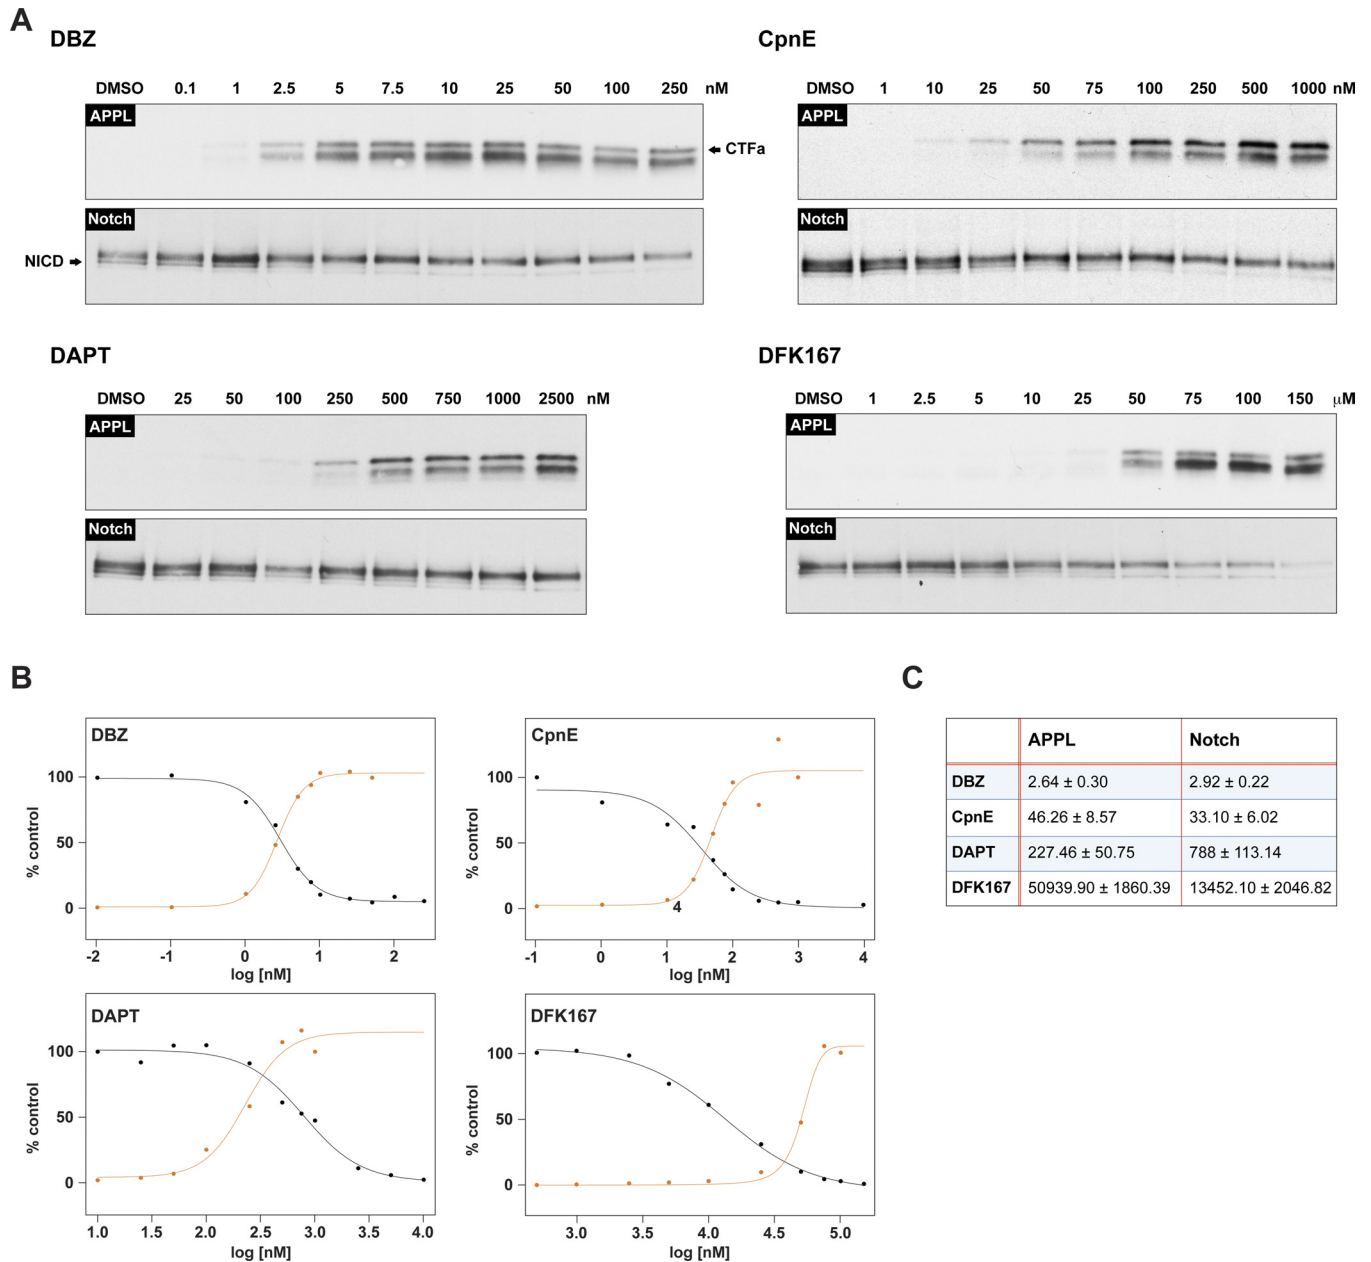 A
DBZ
DMSO 0.1 1 2.5 5 7.5 10 25 50 100 250 nM
APPL
CTFa
Notch
NICD
CpnE
DMSO 1 10 25 50 75 100 250 500 1000 nM
APPL
Notch
DAPT
DMSO 25 50 100 250 500 750 1000 2500 nM
APPL
Notch
DFK167
DMSO 1 2.5 5 10 25 50 75 100 150 μM
APPL
Notch
B
DBZ
% control
100
50
0
-2 -1 0 1 2
log [nM]
CpnE
% control
100
50
0
4
-1 0 1 2 3 4
log [nM]
DAPT
% control
100
50
0
1.0 1.5 2.0 2.5 3.0 3.5 4.0
log [nM]
DFK167
% control
100
50
0
3.0 3.5 4.0 4.5 5.0
log [nM]
C
APPL Notch
DBZ 2.64 ± 0.30 2.92 ± 0.22
CpnE 46.26 ± 8.57 33.10 ± 6.02
DAPT 227.46 ± 50.75 788 ± 113.14
DFK167 50939.90 ± 1860.39 13452.10 ± 2046.82